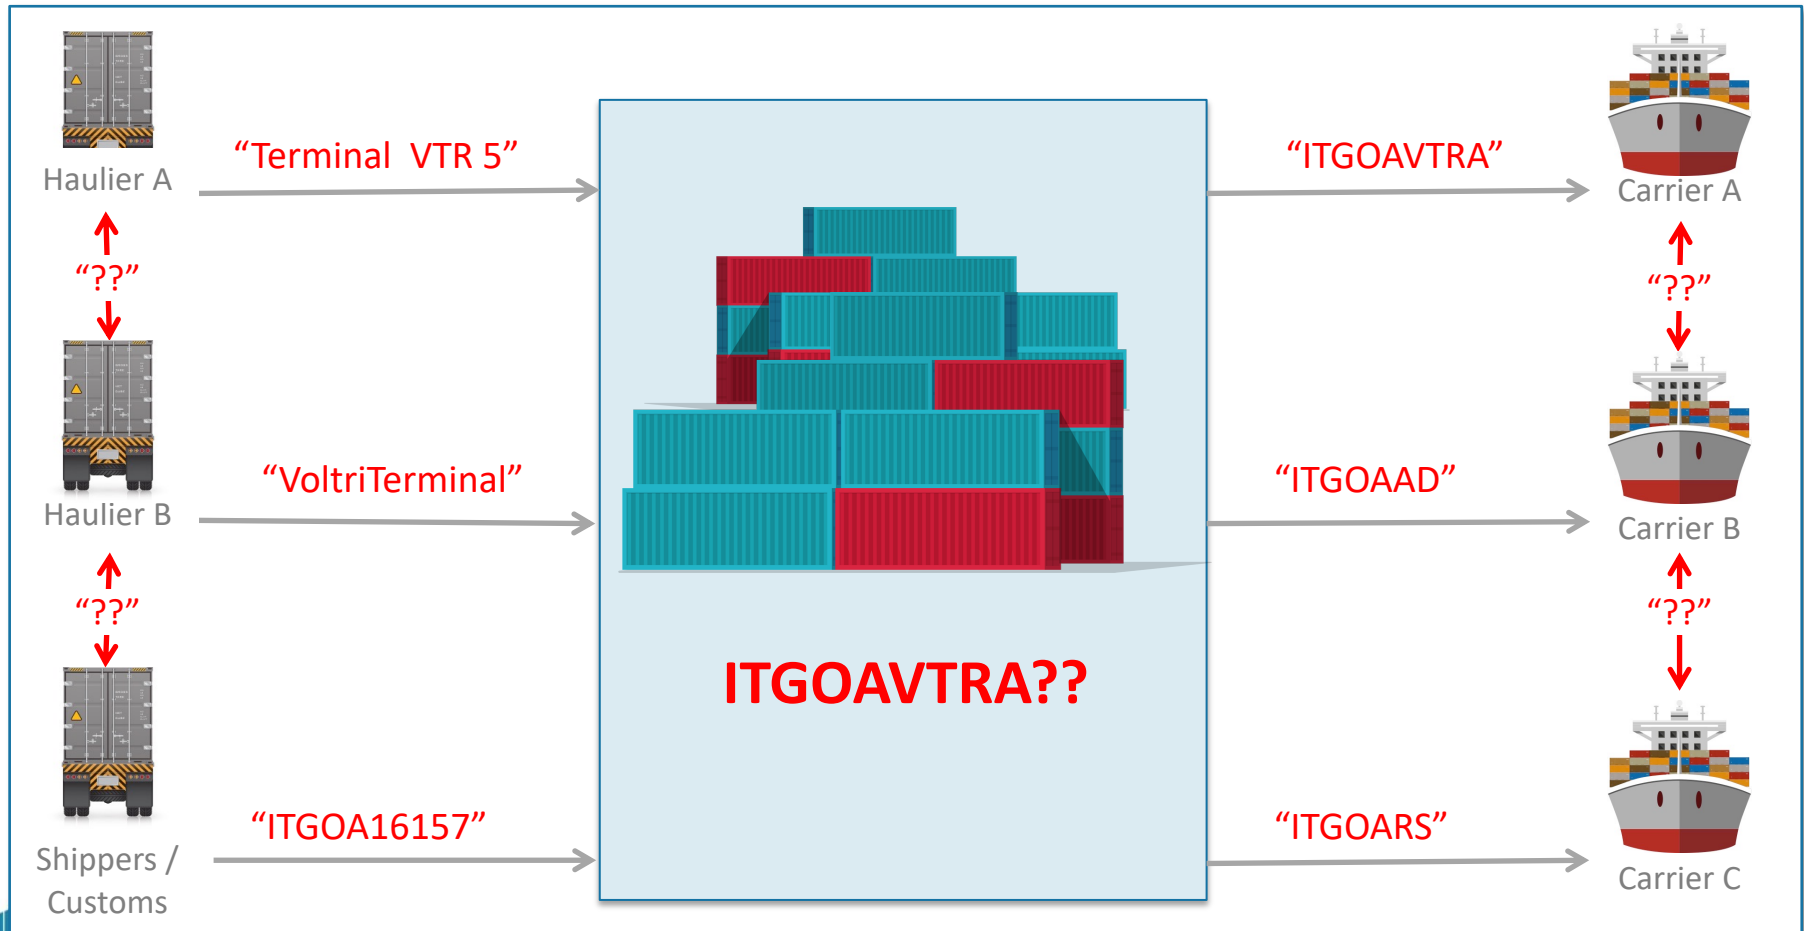 “Terminal  VTR 5”
“ITGOAVTRA”
Haulier A
Carrier A
“??”
“??”
“VoltriTerminal”
“ITGOAAD”
Haulier B
Carrier B
“??”
“??”
ITGOAVTRA??
“ITGOA16157”
“ITGOARS”
Shippers /
Customs
Carrier C